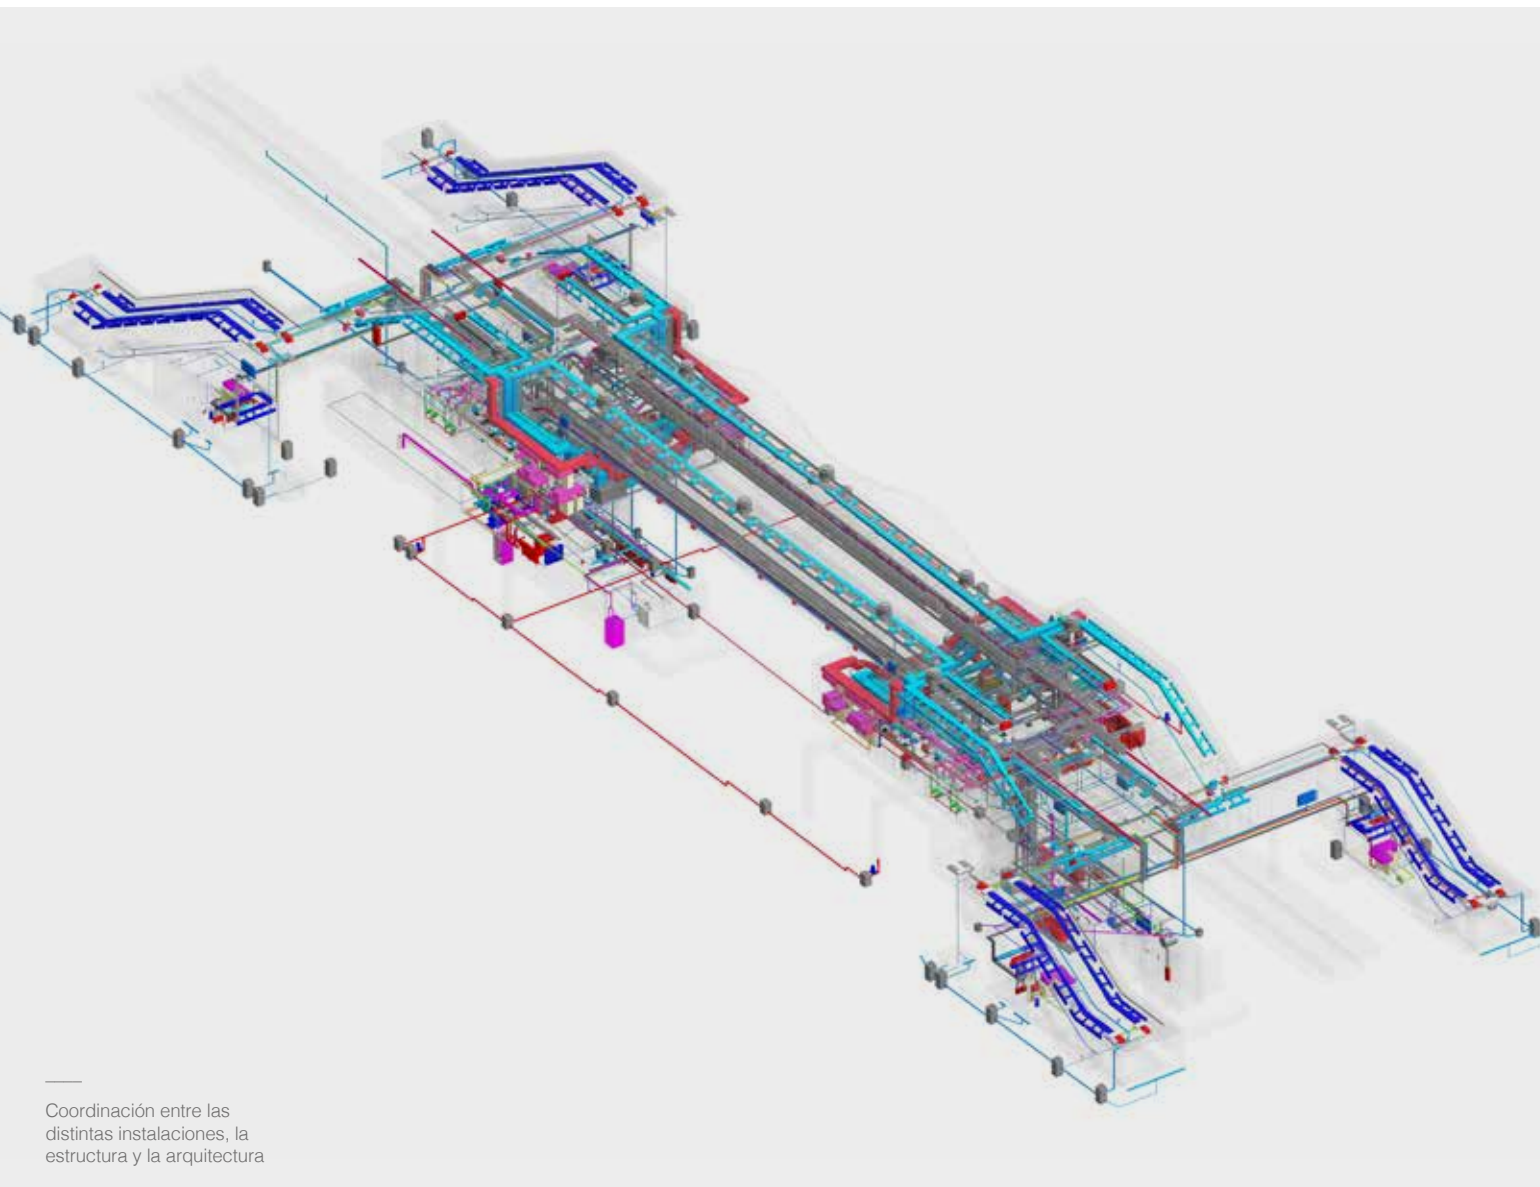 Coordinación entre las
distintas instalaciones, la
estructura y la arquitectura